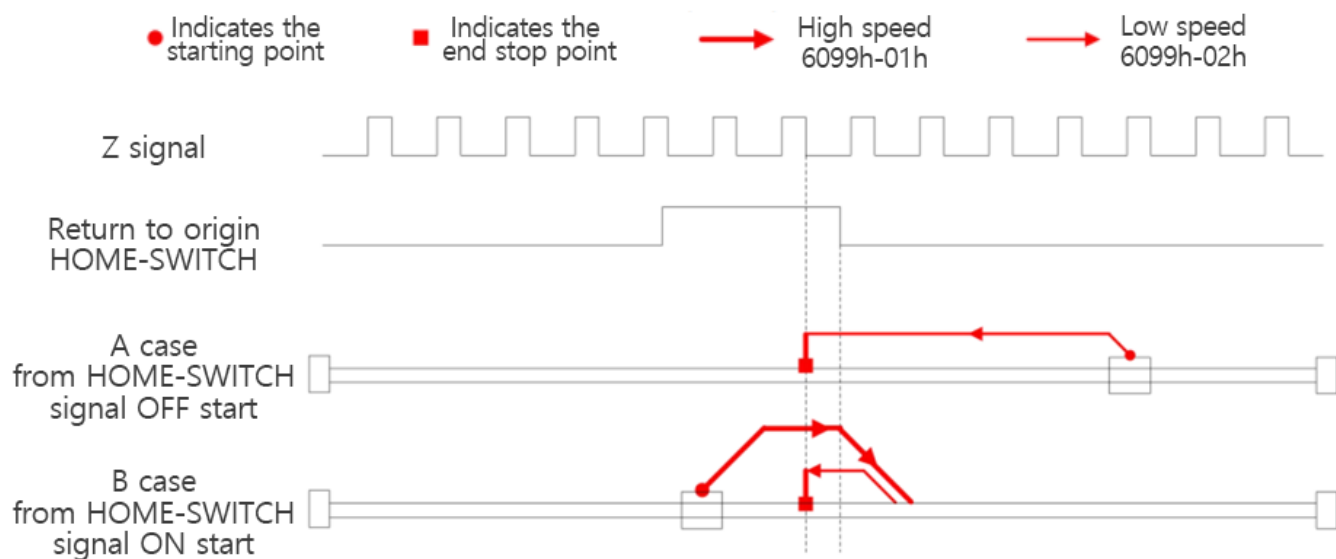 Indicates the
starting point
Indicates the
end stop point
High speed
6099h-01h
Low speed
6099h-02h
Z signal
Return to origin
HOME-SWITCH
A case
from HOME-SWITCH
signal OFF start
B case
from HOME-SWITCH
signal ON start